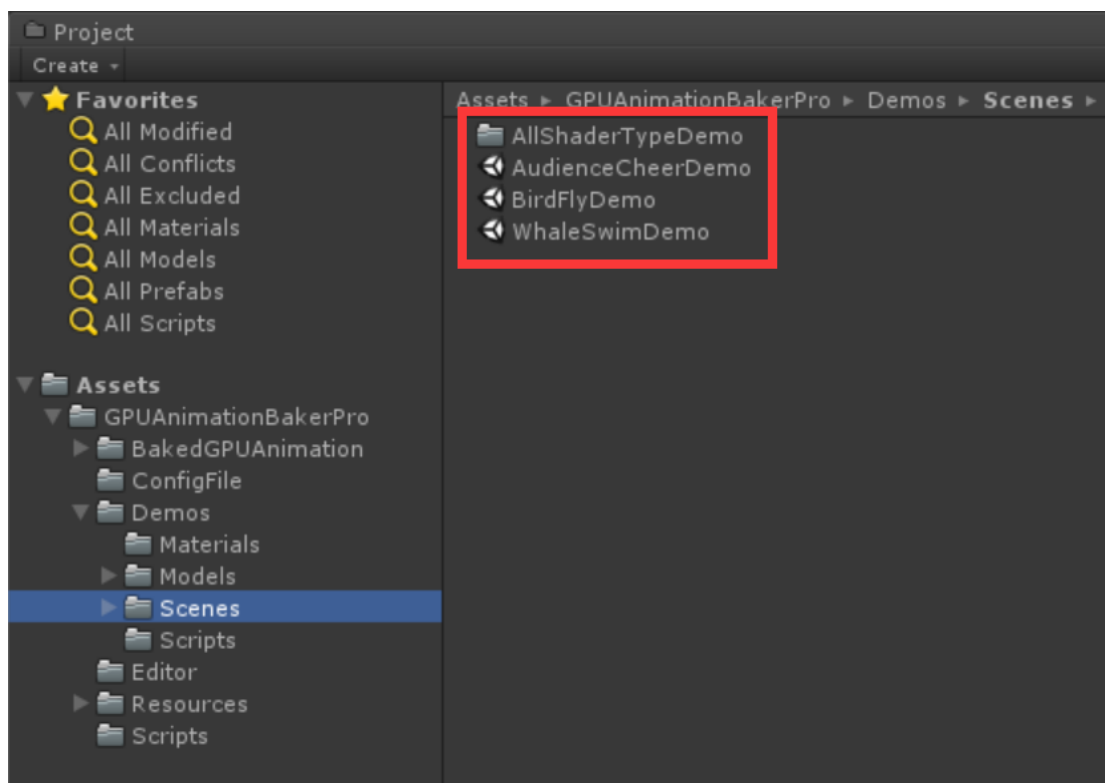 Project
Create
Favorites
All Modified
All Conflicts
All Excluded
All Materials
All Models
All Prefabs
All Scripts
Assets
GPUAnimationBakerPro
BakedGPUAnimation
ConfigFile
Demos
Materials
Models
Scenes
Scripts
Editor
Resources
Scripts
Assets ▸ GPUAnimationBakerPro ▸ Demos ▸ Scenes ▸
AllShaderTypeDemo
AudienceCheerDemo
BirdFlyDemo
WhaleSwimDemo